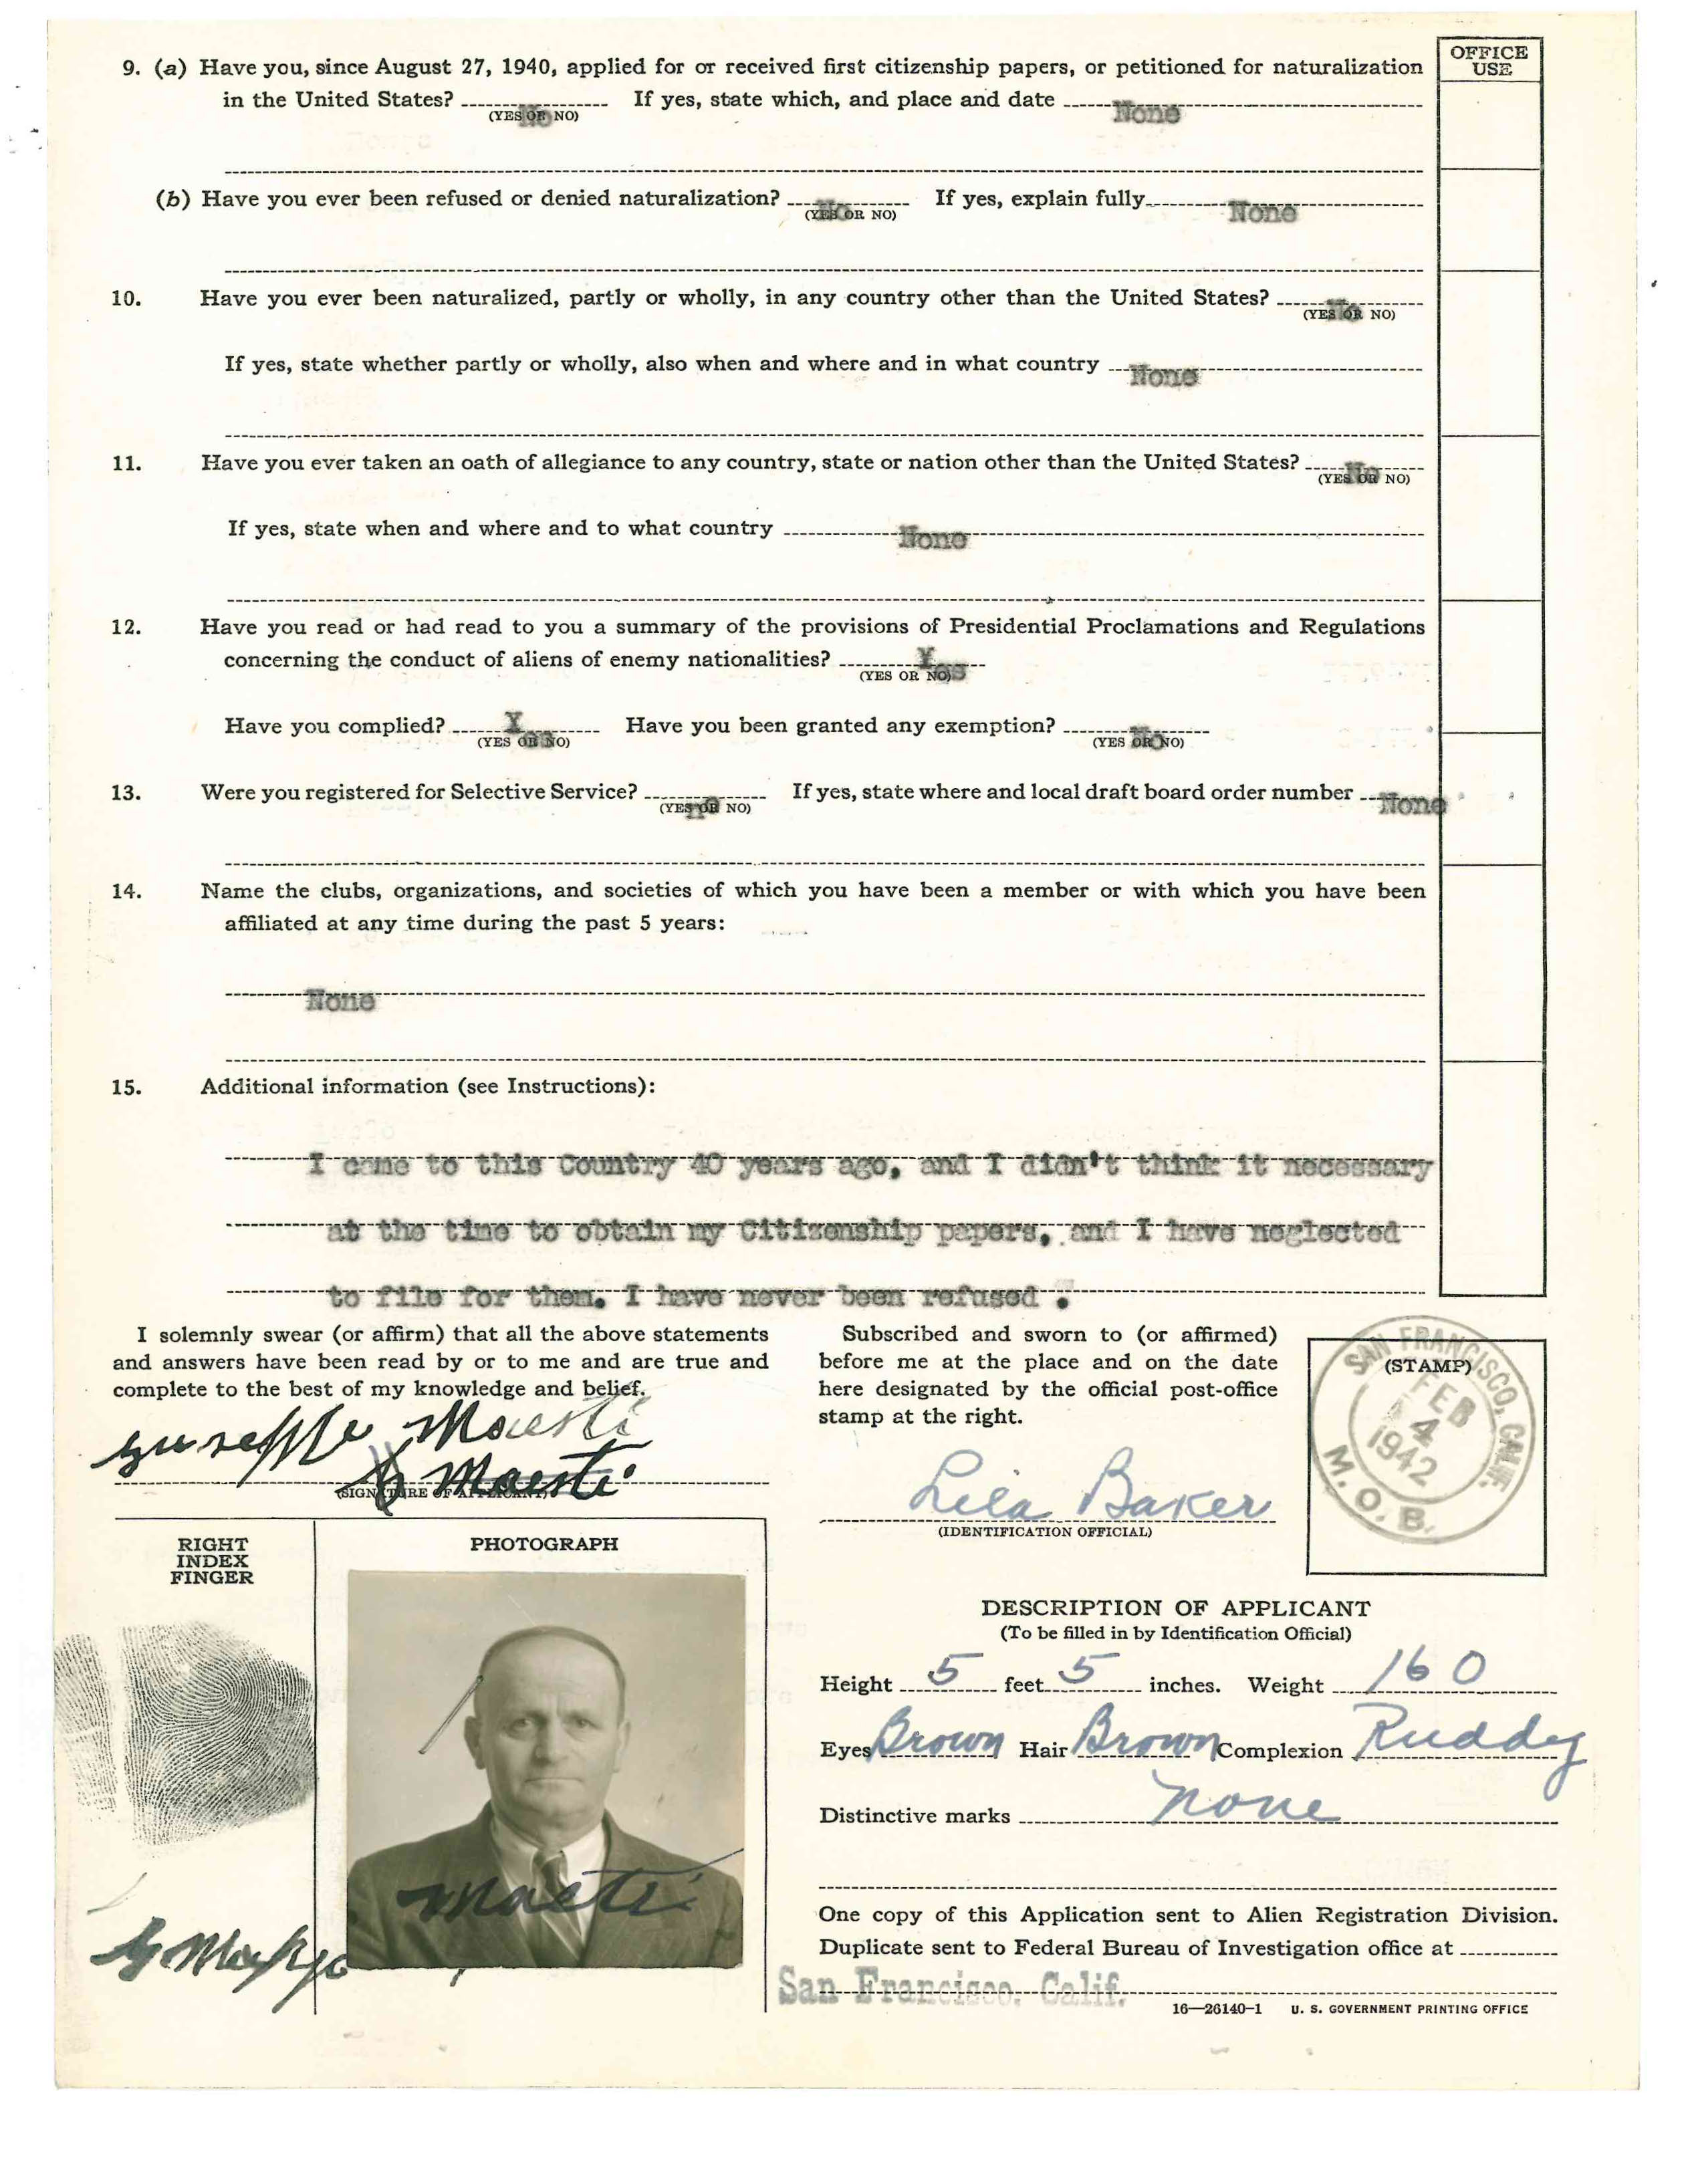 OFFICE USE
9. (a) Have you, since August 27, 1940, applied for or received first citizenship papers, or petitioned for naturalization
in the United States? No If yes, state which, and place and date None
(YES OR NO)
(b) Have you ever been refused or denied naturalization? No If yes, explain fully None
(YES OR NO)
10. Have you ever been naturalized, partly or wholly, in any country other than the United States? No
(YES OR NO)
If yes, state whether partly or wholly, also when and where and in what country None
11. Have you ever taken an oath of allegiance to any country, state or nation other than the United States? No
(YES OR NO)
If yes, state when and where and to what country None
12. Have you read or had read to you a summary of the provisions of Presidential Proclamations and Regulations
concerning the conduct of aliens of enemy nationalities? Yes
(YES OR NO)
Have you complied? Y Have you been granted any exemption? No
(YES OR NO) (YES OR NO)
13. Were you registered for Selective Service? No If yes, state where and local draft board order number None
(YES OR NO)
14. Name the clubs, organizations, and societies of which you have been a member or with which you have been
affiliated at any time during the past 5 years:
None
15. Additional information (see Instructions):
I came to this Country 40 years ago, and I didn't think it necessary
at the time to obtain my Citizenship papers, and I have neglected
to file for them. I have never been refused .
I solemnly swear (or affirm) that all the above statements
and answers have been read by or to me and are true and
complete to the best of my knowledge and belief.
Giuseppe Maesti
G Maesti
(SIGNATURE OF APPLICANT)
Subscribed and sworn to (or affirmed)
before me at the place and on the date
here designated by the official post-office
stamp at the right.
Lila Baker
(IDENTIFICATION OFFICIAL)
(STAMP)
SAN FRANCISCO, CALIF.
FEB
4
1942
M. O. B.
RIGHT
INDEX
FINGER
PHOTOGRAPH
DESCRIPTION OF APPLICANT
(To be filled in by Identification Official)
Height 5 feet 5 inches. Weight 160
Eyes Brown Hair Brown Complexion Ruddy
Distinctive marks none
One copy of this Application sent to Alien Registration Division.
Duplicate sent to Federal Bureau of Investigation office at
San Francisco, Calif.
16—26140-1 U. S. GOVERNMENT PRINTING OFFICE